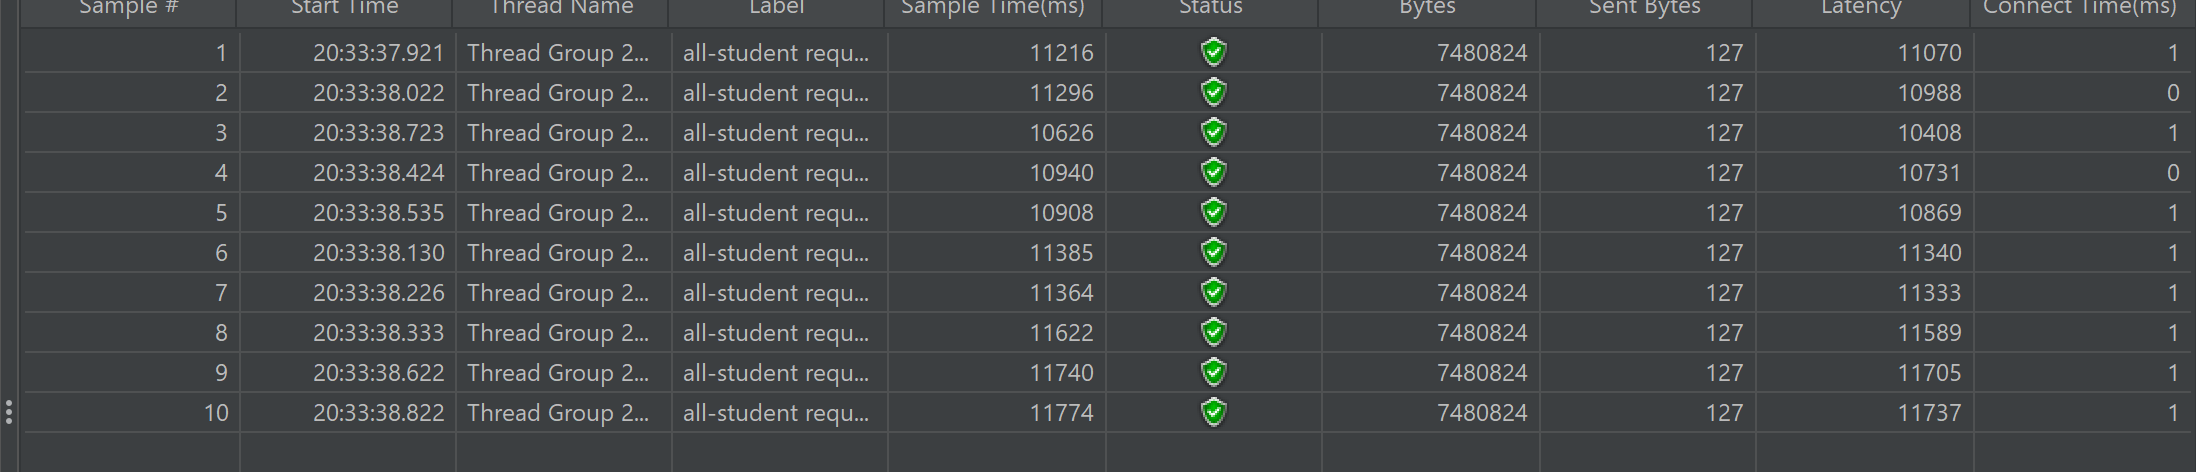 Sample # Start Time Thread Name Label Sample Time(ms) Status Bytes Sent Bytes Latency Connect Time(ms)
1 20:33:37.921 Thread Group 2... all-student requ... 11216 7480824 127 11070 1
2 20:33:38.022 Thread Group 2... all-student requ... 11296 7480824 127 10988 0
3 20:33:38.723 Thread Group 2... all-student requ... 10626 7480824 127 10408 1
4 20:33:38.424 Thread Group 2... all-student requ... 10940 7480824 127 10731 0
5 20:33:38.535 Thread Group 2... all-student requ... 10908 7480824 127 10869 1
6 20:33:38.130 Thread Group 2... all-student requ... 11385 7480824 127 11340 1
7 20:33:38.226 Thread Group 2... all-student requ... 11364 7480824 127 11333 1
8 20:33:38.333 Thread Group 2... all-student requ... 11622 7480824 127 11589 1
9 20:33:38.622 Thread Group 2... all-student requ... 11740 7480824 127 11705 1
10 20:33:38.822 Thread Group 2... all-student requ... 11774 7480824 127 11737 1